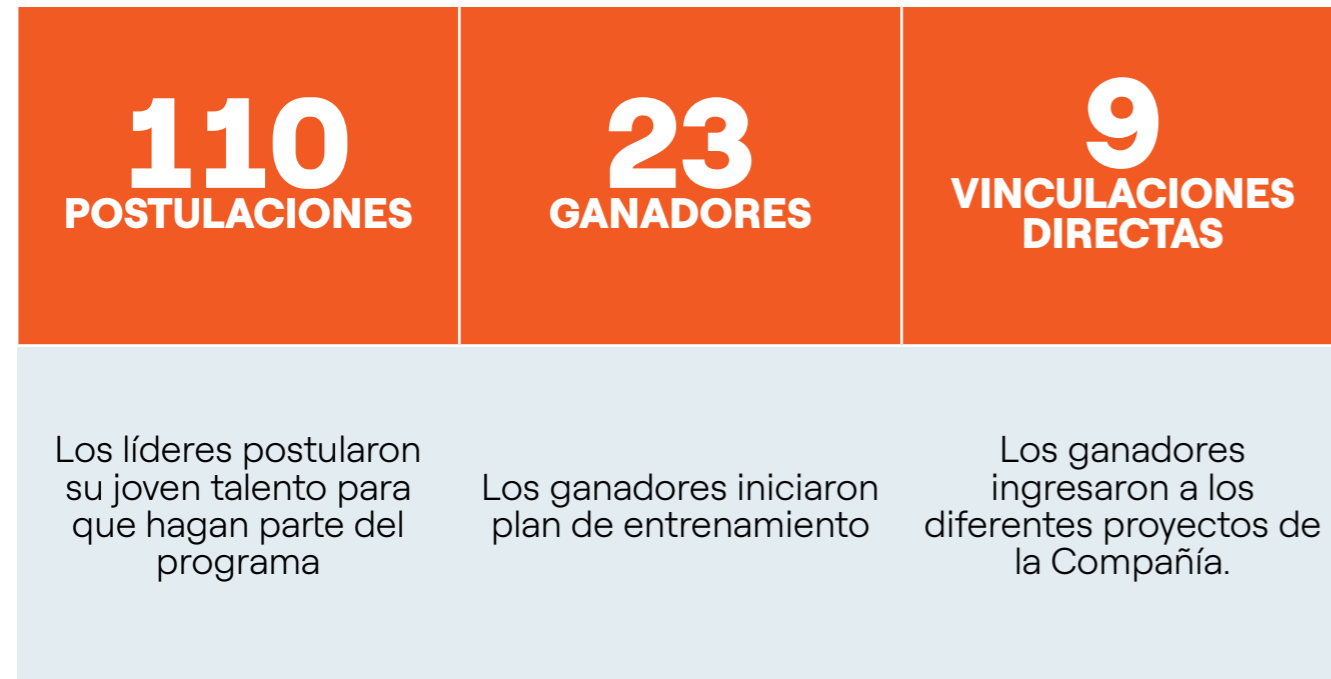 110
POSTULACIONES
23
GANADORES
9
VINCULACIONES
DIRECTAS
Los líderes postularon
su joven talento para
que hagan parte del
programa
Los ganadores iniciaron
plan de entrenamiento
Los ganadores
ingresaron a los
diferentes proyectos de
la Compañía.